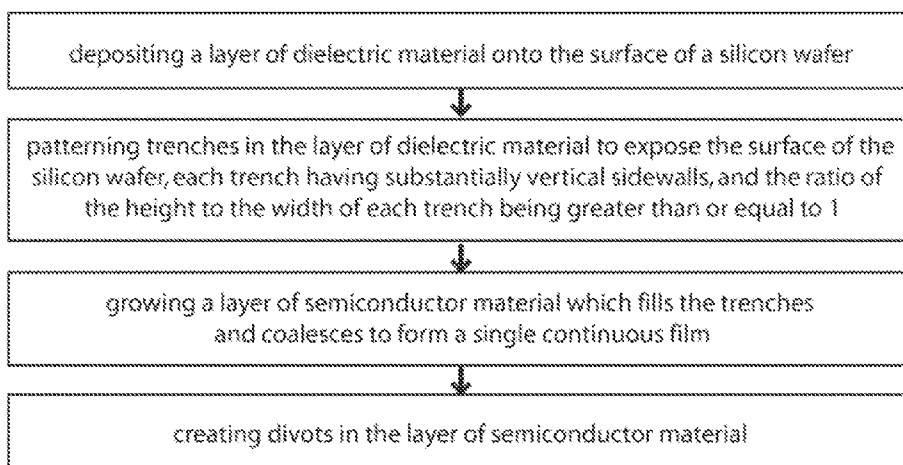 depositing a layer of dielectric material onto the surface of a silicon wafer
patterning trenches in the layer of dielectric material to expose the surface of the
silicon wafer, each trench having substantially vertical sidewalls, and the ratio of
the height to the width of each trench being greater than or equal to 1
growing a layer of semiconductor material which fills the trenches
and coalesces to form a single continuous film
creating divots in the layer of semiconductor material